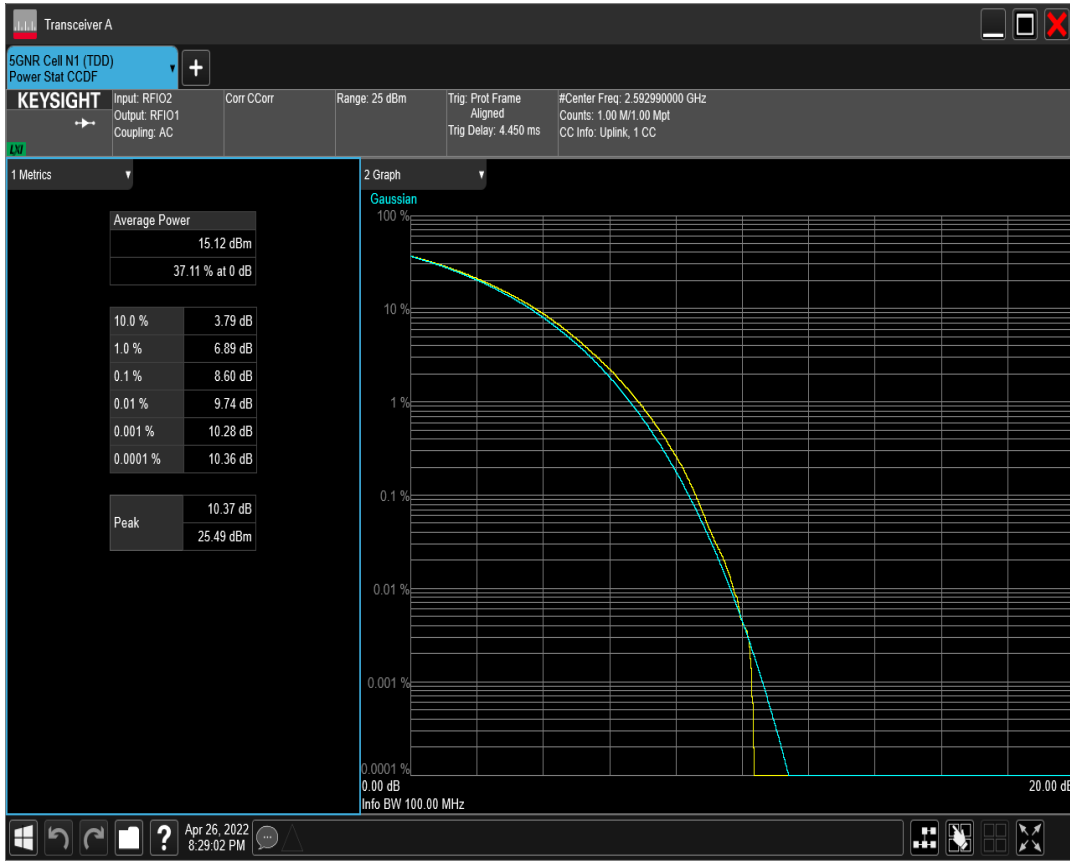 Transceiver A
5GNR Cell N1 (TDD)
Power Stat CCDF
+
KEYSIGHT
LXI
Input: RFIO2
Output: RFIO1
Coupling: AC
Corr CCorr
Range: 25 dBm
Trig: Prot Frame
Aligned
Trig Delay: 4.450 ms
#Center Freq: 2.592990000 GHz
Counts: 1.00 M/1.00 Mpt
CC Info: Uplink, 1 CC
1 Metrics
Average Power
15.12 dBm
37.11 % at 0 dB
10.0 % 3.79 dB
1.0 % 6.89 dB
0.1 % 8.60 dB
0.01 % 9.74 dB
0.001 % 10.28 dB
0.0001 % 10.36 dB
Peak
10.37 dB
25.49 dBm
2 Graph
Gaussian
100 %
10 %
1 %
0.1 %
0.01 %
0.001 %
0.0001 %
0.00 dB 20.00 dB
Info BW 100.00 MHz
?
Apr 26, 2022
8:29:02 PM